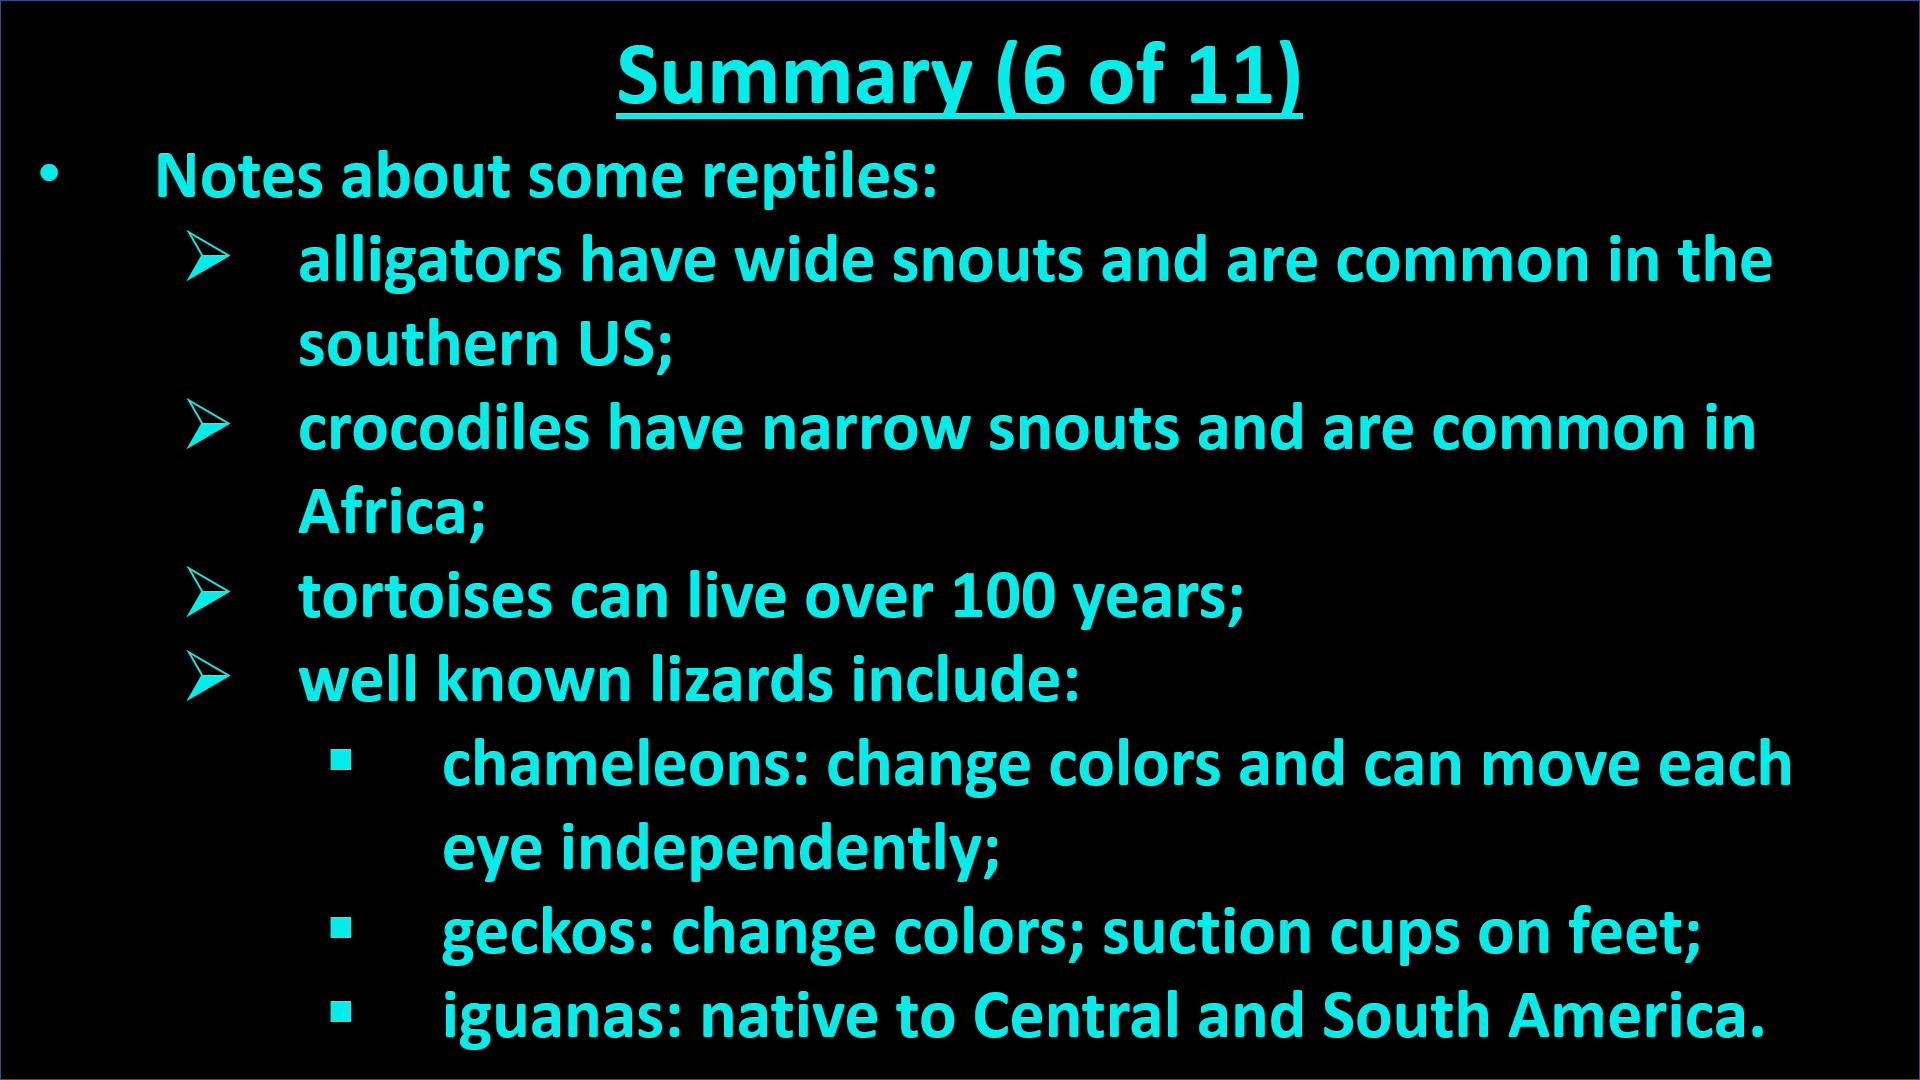 Summary (6 of 11)
• Notes about some reptiles:
➢ alligators have wide snouts and are common in the
southern US;
➢ crocodiles have narrow snouts and are common in
Africa;
➢ tortoises can live over 100 years;
➢ well known lizards include:
▪ chameleons: change colors and can move each
eye independently;
▪ geckos: change colors; suction cups on feet;
▪ iguanas: native to Central and South America.